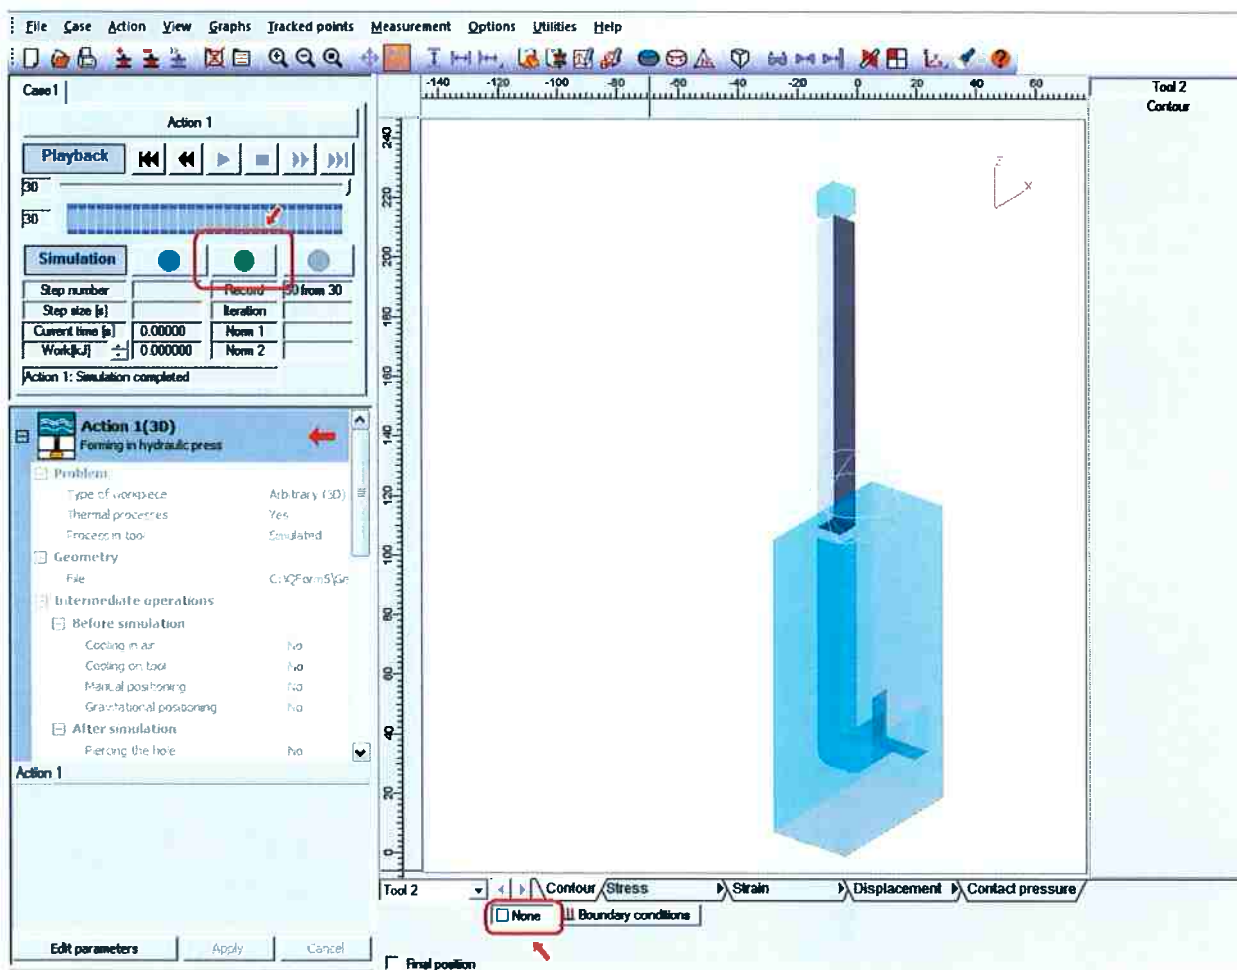 File Case Action View Graphs Tracked points Measurement Options Utilities Help
Case1
Action 1
Playback
30
30
Simulation
Step number Record 30 from 30
Step size [s] Iteration
Current time [s] 0.00000 Norm 1
Work[kJ] 0.000000 Norm 2
Action 1: Simulation completed
Action 1(3D)
Forming in hydraulic press
Problem
Type of workpiece Arbitrary (3D)
Thermal processes Yes
Process in tool Simulated
Geometry
File C:\QForm5\Ge
Intermediate operations
Before simulation
Cooling in air No
Cooling on tool No
Manual positioning No
Gravitational positioning No
After simulation
Piercing the hole No
Action 1
Edit parameters Apply Cancel
-140 -120 -100 -80 -60 -40 -20 0 20 40 60
240
220
200
180
160
140
120
100
80
60
40
20
0
Z
X
Tool 2
Contour
Tool 2 Contour Stress Strain Displacement Contact pressure
None Boundary conditions
Final position